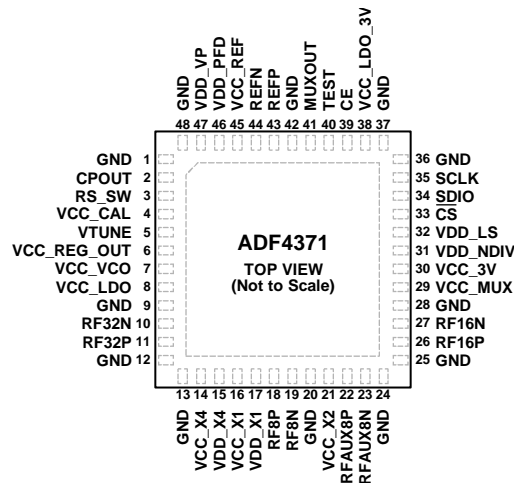 GND
VDD_VP
VDD_PFD
VCC_REF
REFN
REFP
GND
MUXOUT
TEST
CE
VCC_LDO_3V
GND
48 47 46 45 44 43 42 41 40 39 38 37
GND 1
CPOUT 2
RS_SW 3
VCC_CAL 4
VTUNE 5
VCC_REG_OUT 6
VCC_VCO 7
VCC_LDO 8
GND 9
RF32N 10
RF32P 11
GND 12
ADF4371
TOP VIEW
(Not to Scale)
36 GND
35 SCLK
34 SDIO
33 CS
32 VDD_LS
31 VDD_NDIV
30 VCC_3V
29 VCC_MUX
28 GND
27 RF16N
26 RF16P
25 GND
13 14 15 16 17 18 19 20 21 22 23 24
GND
VCC_X4
VDD_X4
VCC_X1
VDD_X1
RF8P
RF8N
GND
VCC_X2
RFAUX8P
RFAUX8N
GND